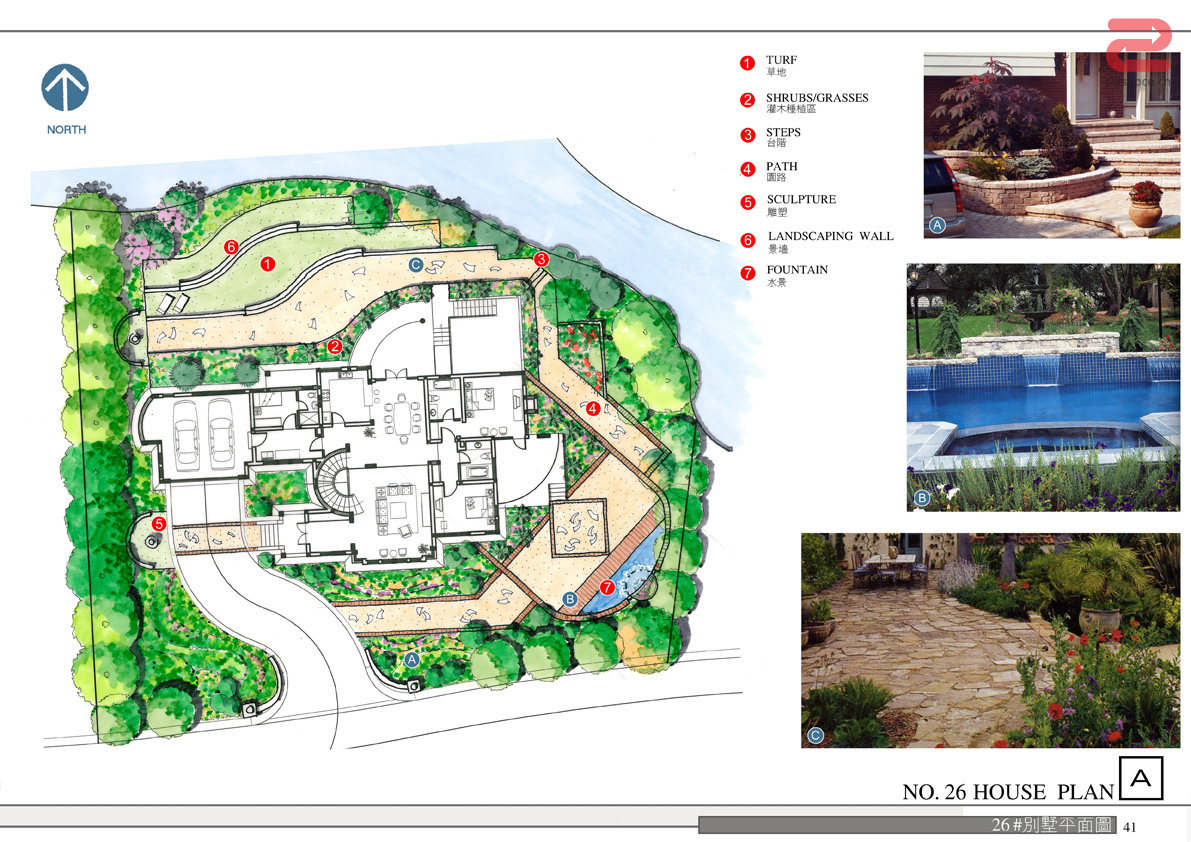 NORTH
1 TURF
草地
2 SHRUBS/GRASSES
灌木種植區
3 STEPS
台階
4 PATH
園路
5 SCULPTURE
雕塑
6 LANDSCAPING WALL
景墻
7 FOUNTAIN
水景
6
1
C
3
2
4
5
7
B
A
A
B
C
NO. 26 HOUSE PLAN A
26#別墅平面圖 41